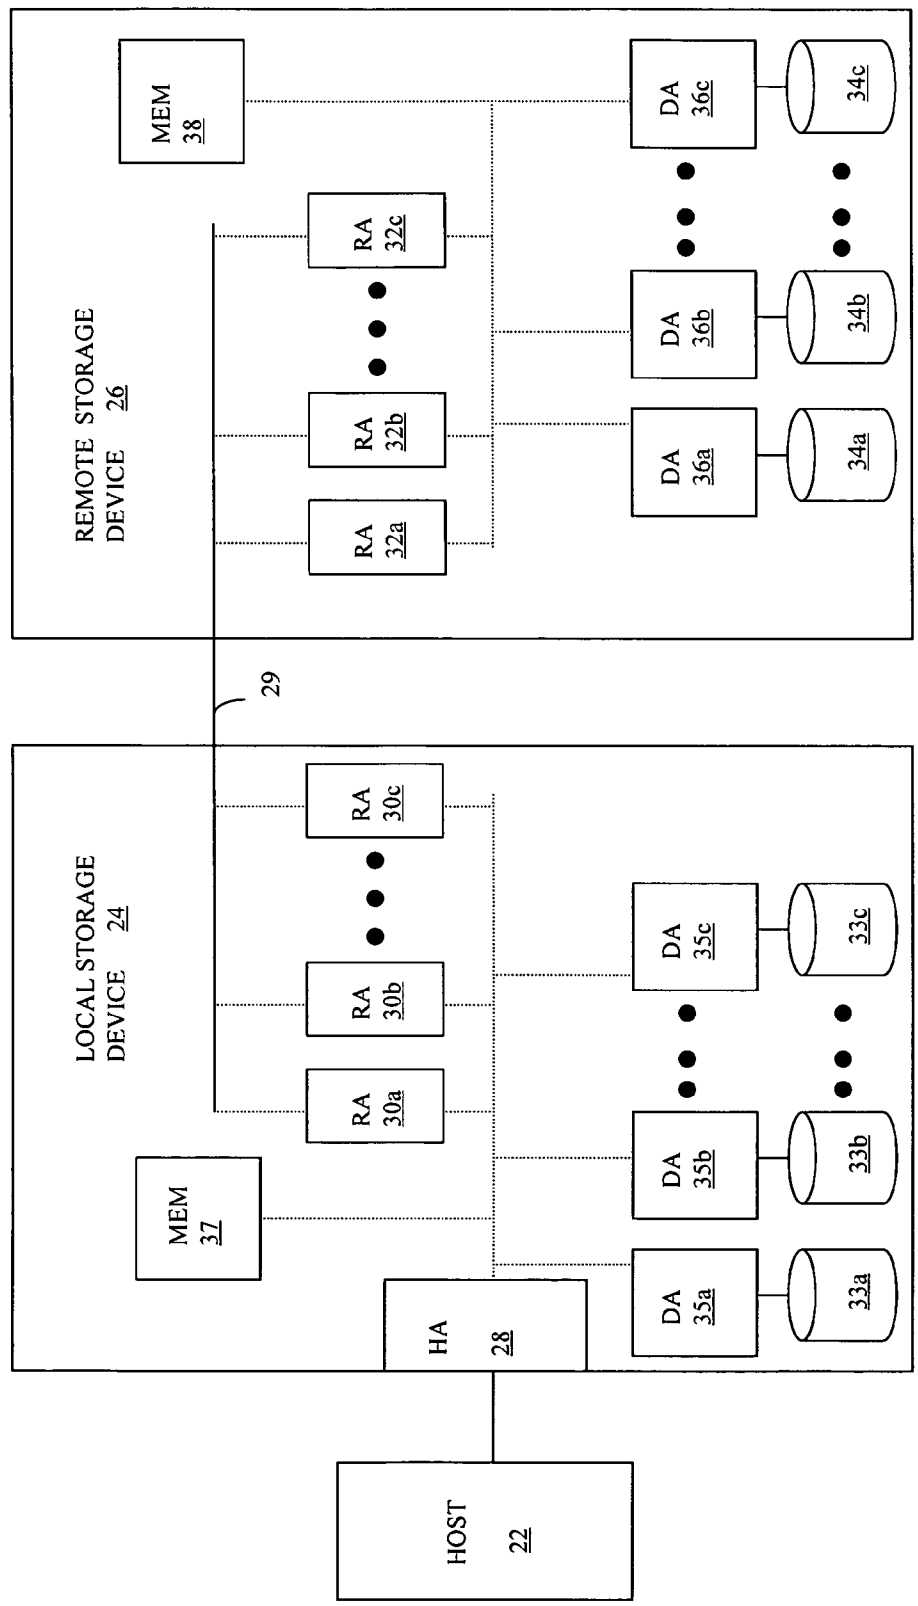 HOST
22
LOCAL STORAGE
DEVICE 24
HA
28
MEM
37
RA
30a
RA
30b
RA
30c
DA
35a
DA
35b
DA
35c
33a
33b
33c
29
REMOTE STORAGE
DEVICE 26
MEM
38
RA
32a
RA
32b
RA
32c
DA
36a
DA
36b
DA
36c
34a
34b
34c